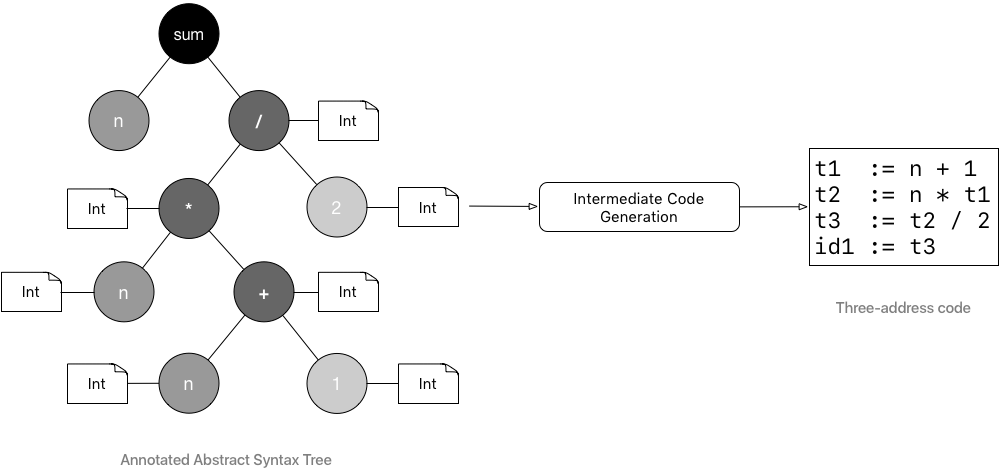 sum
n
/
Int
Int
*
2
Int
Int
n
+
Int
Int
n
1
Int
Annotated Abstract Syntax Tree
Intermediate Code
Generation
t1 := n + 1
t2 := n * t1
t3 := t2 / 2
id1 := t3
Three-address code